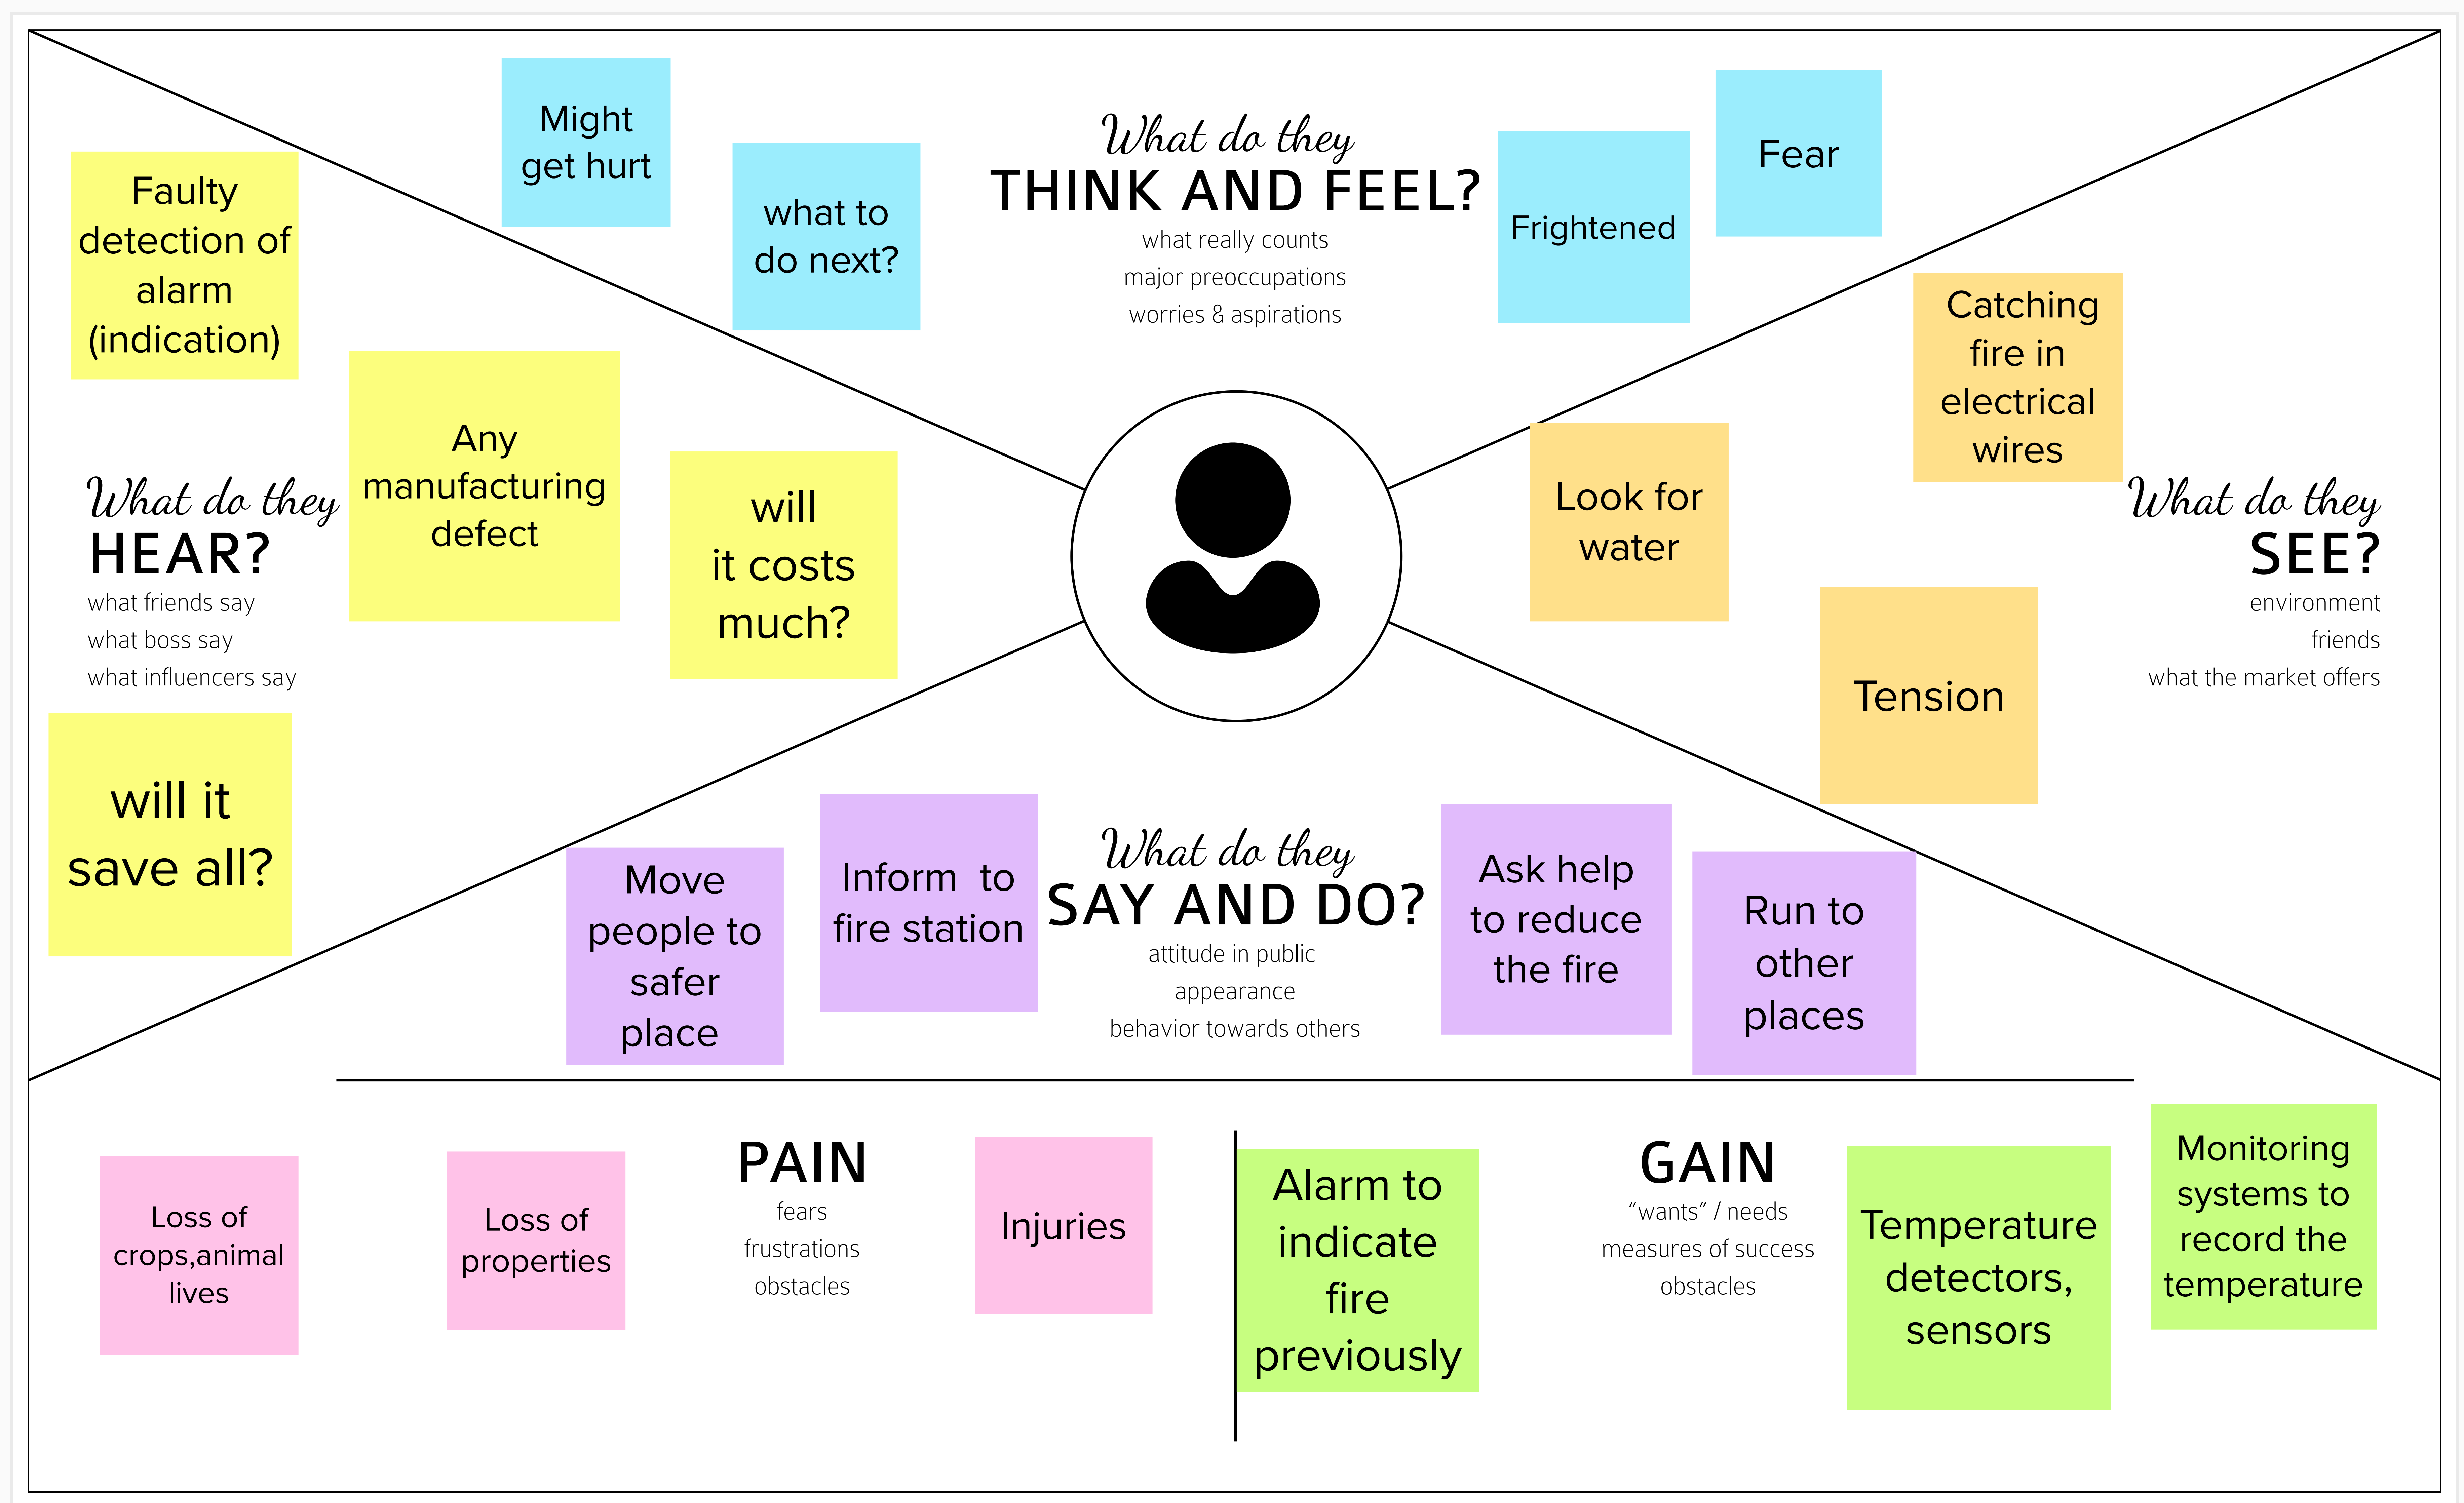 Might
get hurt
what to
do next?
What do they
THINK AND FEEL?
what really counts
major preoccupations
worries & aspirations
Frightened
Fear
Faulty
detection of
alarm
(indication)
Any
manufacturing
defect
will
it costs
much?
What do they
HEAR?
what friends say
what boss say
what influencers say
will it
save all?
Catching
fire in
electrical
wires
Look for
water
Tension
What do they
SEE?
environment
friends
what the market offers
Move
people to
safer
place
Inform  to
fire station
What do they
SAY AND DO?
attitude in public
appearance
behavior towards others
Ask help
to reduce
the fire
Run to
other
places
Loss of
crops,animal
lives
Loss of
properties
PAIN
fears
frustrations
obstacles
Injuries
Alarm to
indicate
fire
previously
GAIN
“wants” / needs
measures of success
obstacles
Temperature
detectors,
sensors
Monitoring
systems to
record the
temperature